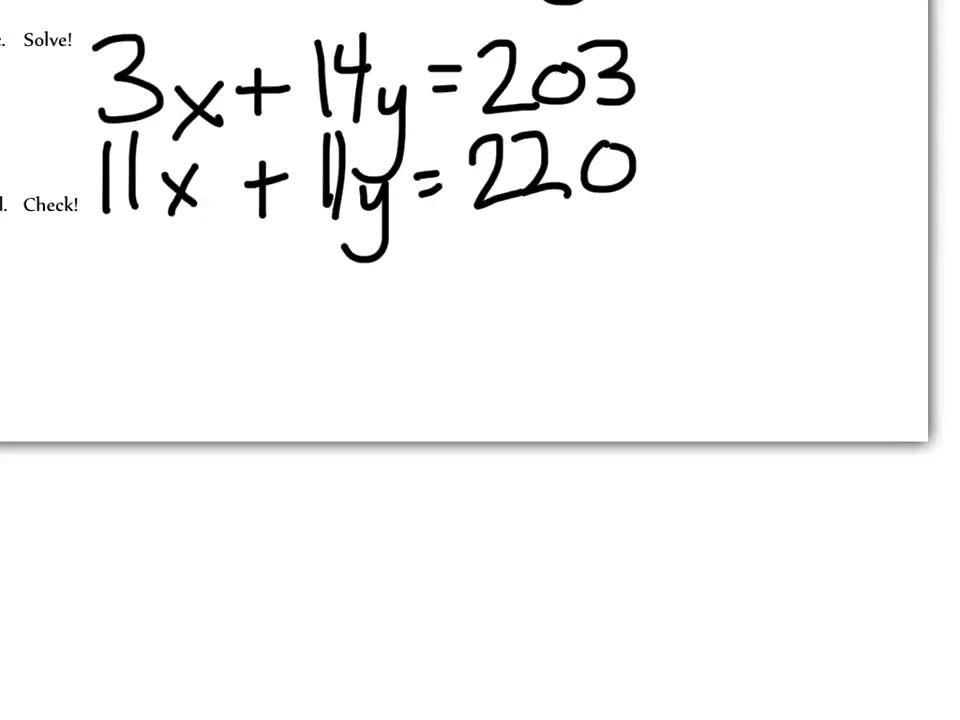 Solve!
3x + 14y = 203
11x + 11y = 220
Check!